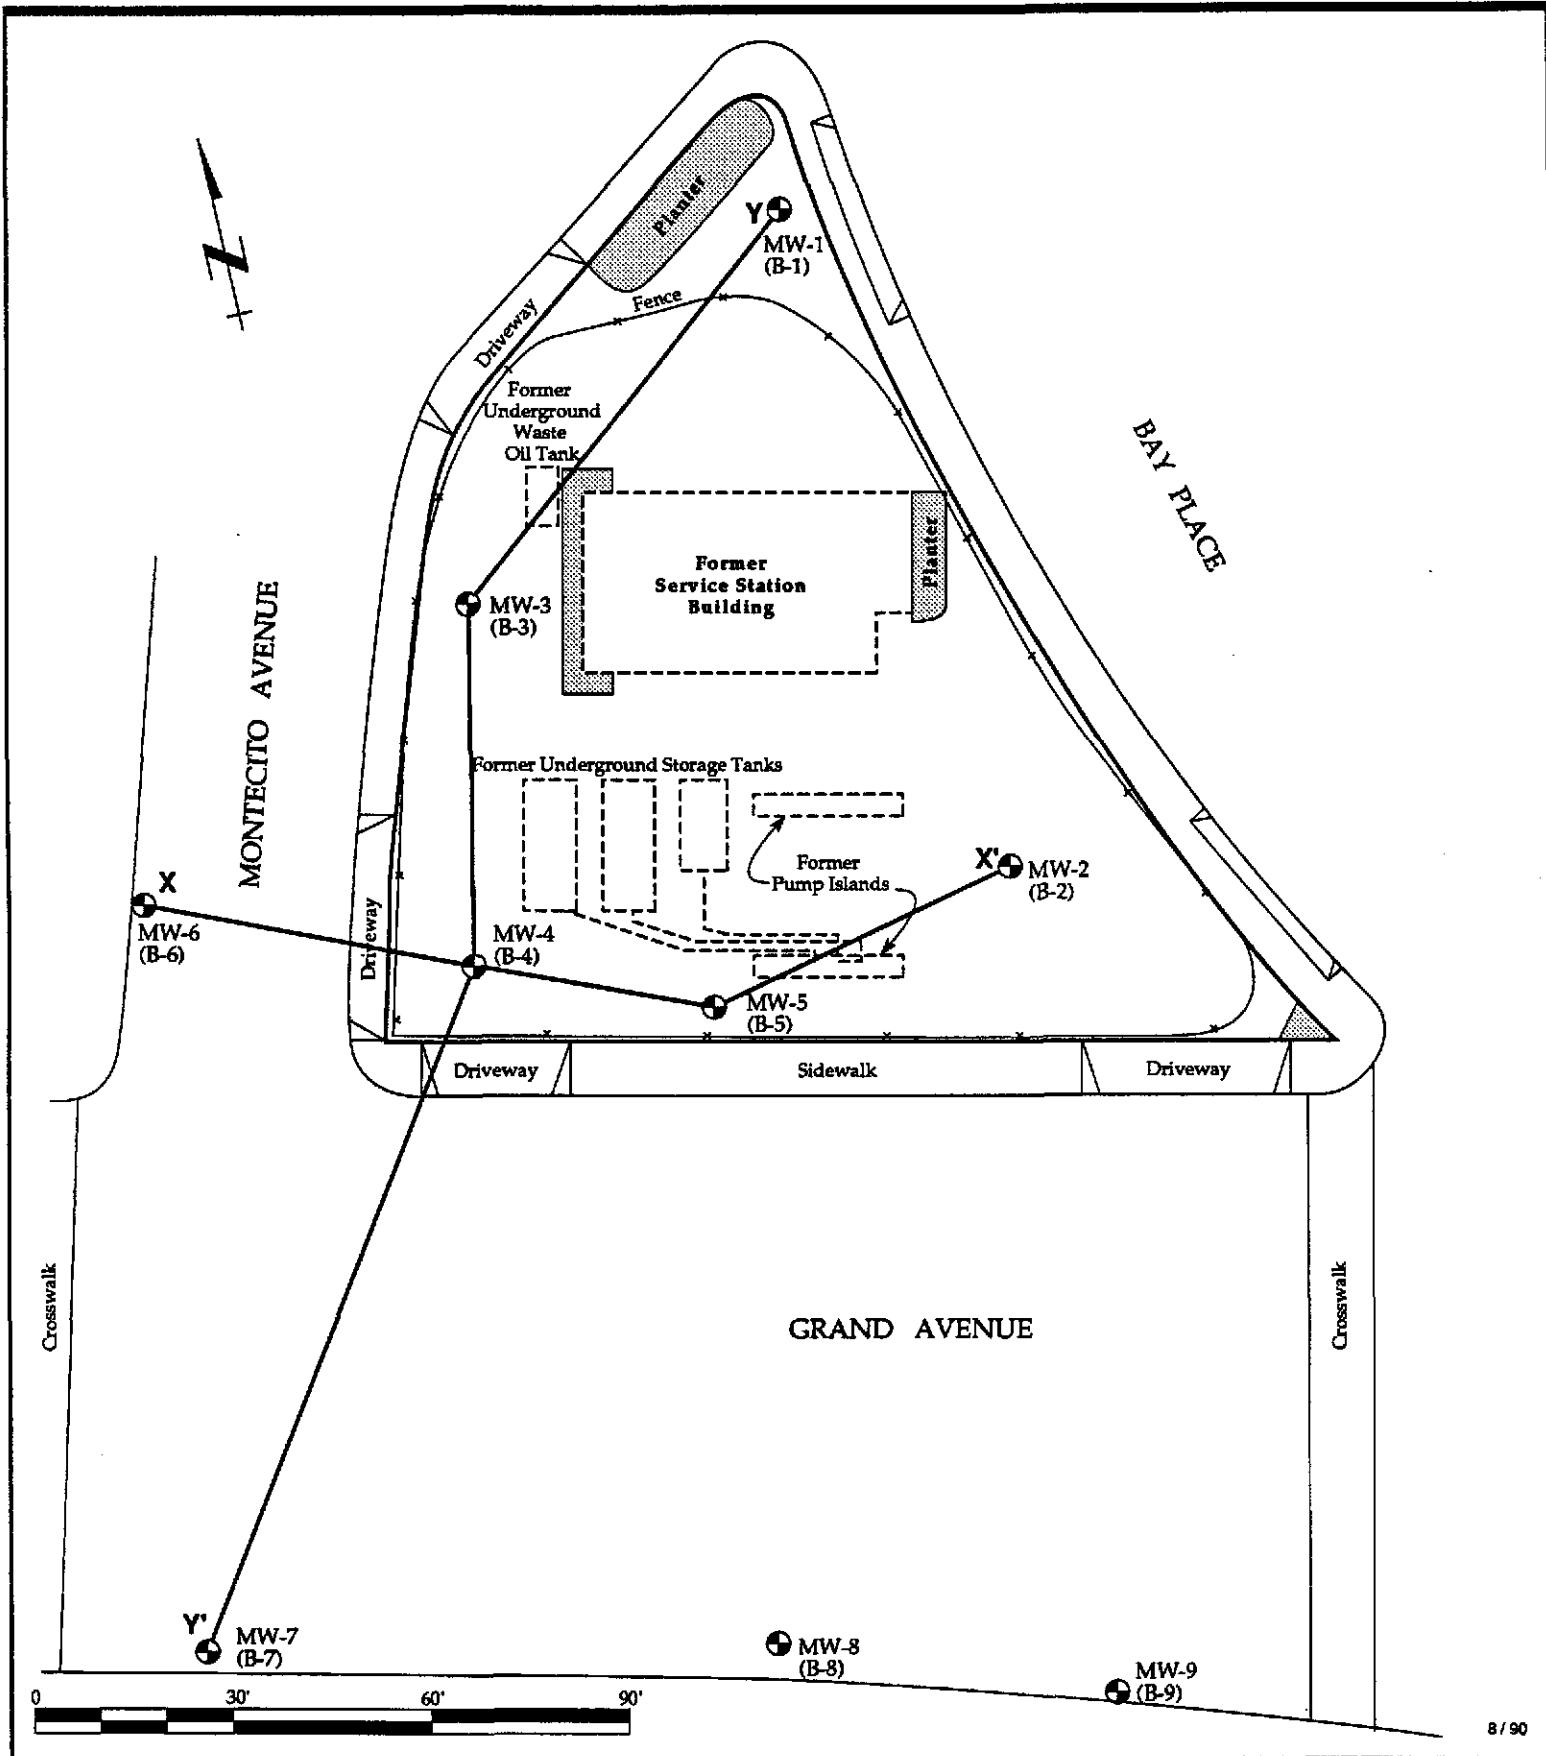 Planter
Y
MW-1
(B-1)
N
Fence
Driveway
Former
Underground
Waste
Oil Tank
BAY PLACE
Former
Service Station
Building
Planter
MW-3
(B-3)
MONTECITO AVENUE
Former Underground Storage Tanks
Former
Pump Islands
X'
MW-2
(B-2)
X
MW-6
(B-6)
Driveway
MW-4
(B-4)
MW-5
(B-5)
Driveway
Sidewalk
Driveway
Crosswalk
GRAND AVENUE
Crosswalk
Y'
MW-7
(B-7)
MW-8
(B-8)
MW-9
(B-9)
0 30' 60' 90'
8/90